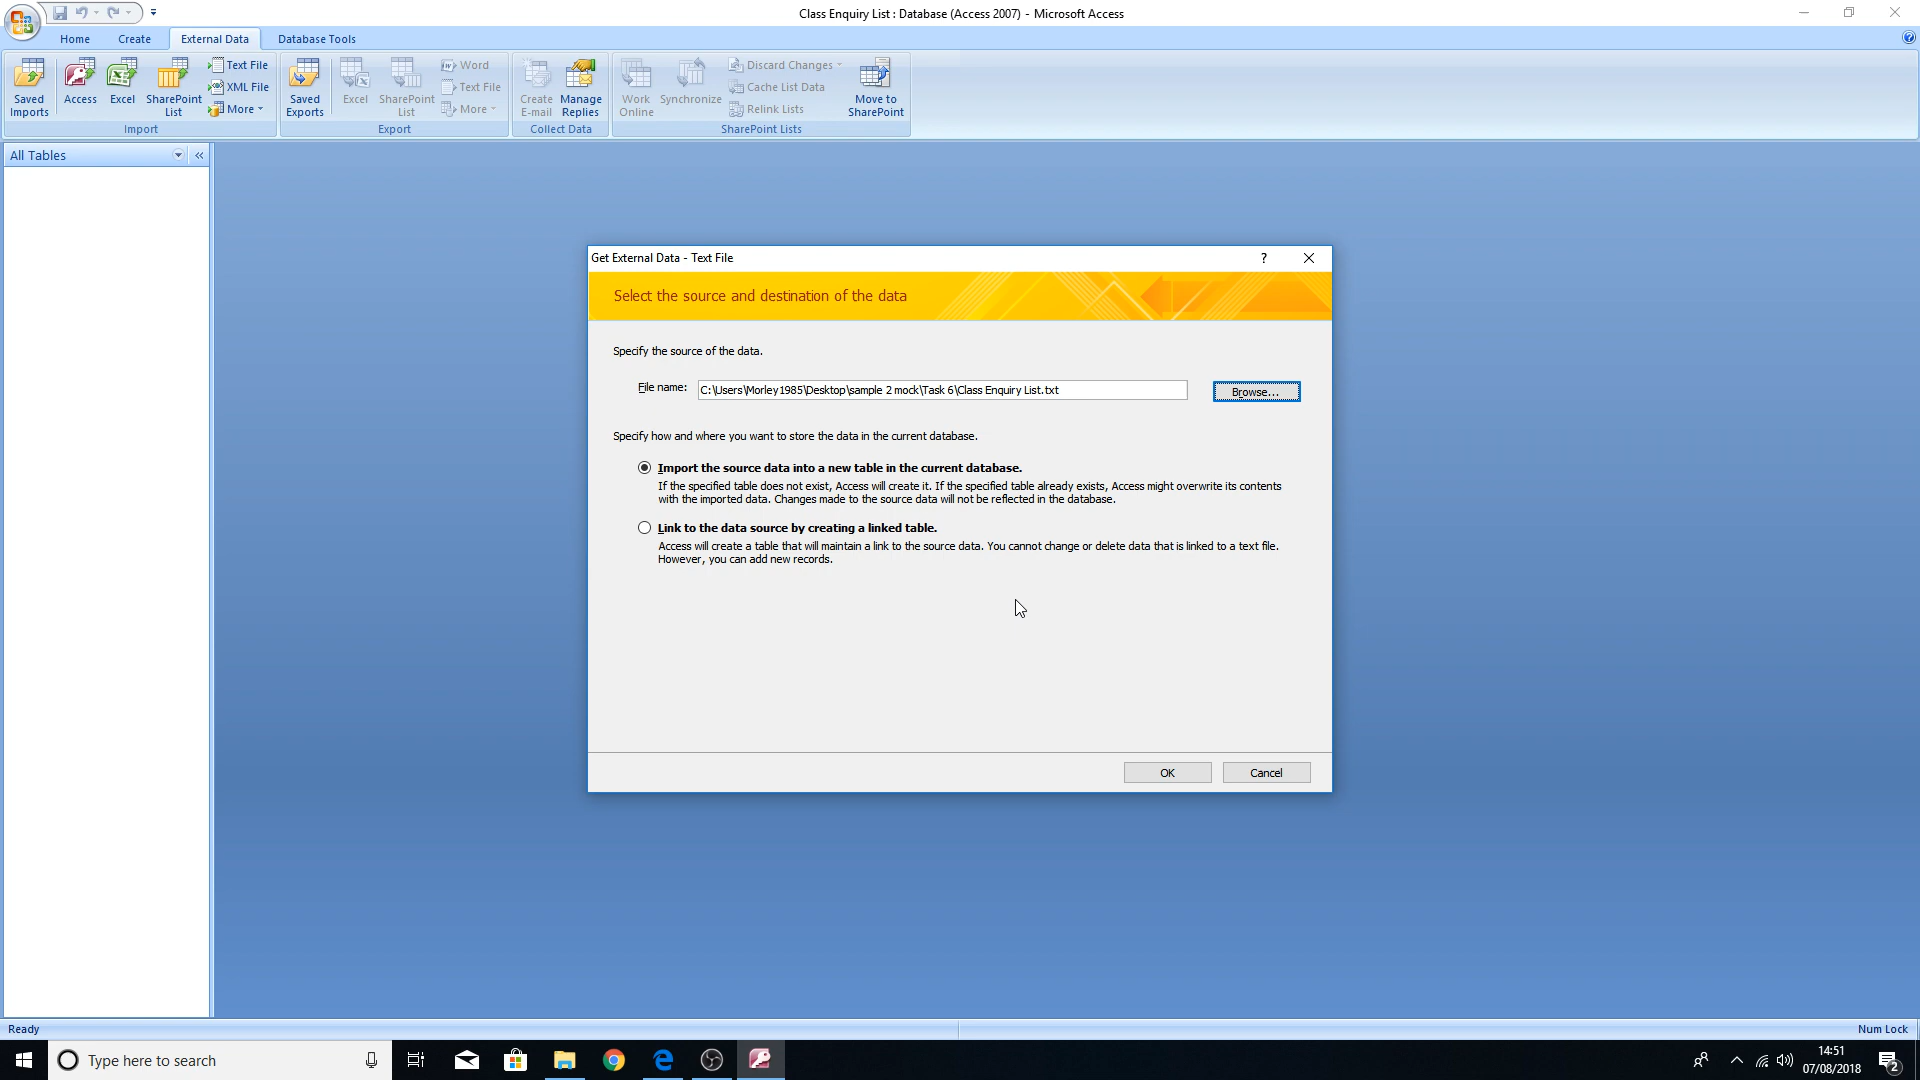 Class Enquiry List : Database (Access 2007) - Microsoft Access
Home
Create
External Data
Database Tools
Saved Imports
Access
Excel
SharePoint List
Text File
XML File
More
Import
Saved Exports
Excel
SharePoint List
Word
Text File
More
Export
Create E-mail
Manage Replies
Collect Data
Work Online
Synchronize
Discard Changes
Cache List Data
Relink Lists
Move to SharePoint
SharePoint Lists
All Tables
Get External Data - Text File
?
Select the source and destination of the data
Specify the source of the data.
File name:
C:\Users\Morley1985\Desktop\sample 2 mock\Task 6\Class Enquiry List.txt
Browse...
Specify how and where you want to store the data in the current database.
Import the source data into a new table in the current database.
If the specified table does not exist, Access will create it. If the specified table already exists, Access might overwrite its contents
with the imported data. Changes made to the source data will not be reflected in the database.
Link to the data source by creating a linked table.
Access will create a table that will maintain a link to the source data. You cannot change or delete data that is linked to a text file.
However, you can add new records.
OK
Cancel
Ready
Num Lock
Type here to search
14:51
07/08/2018
2